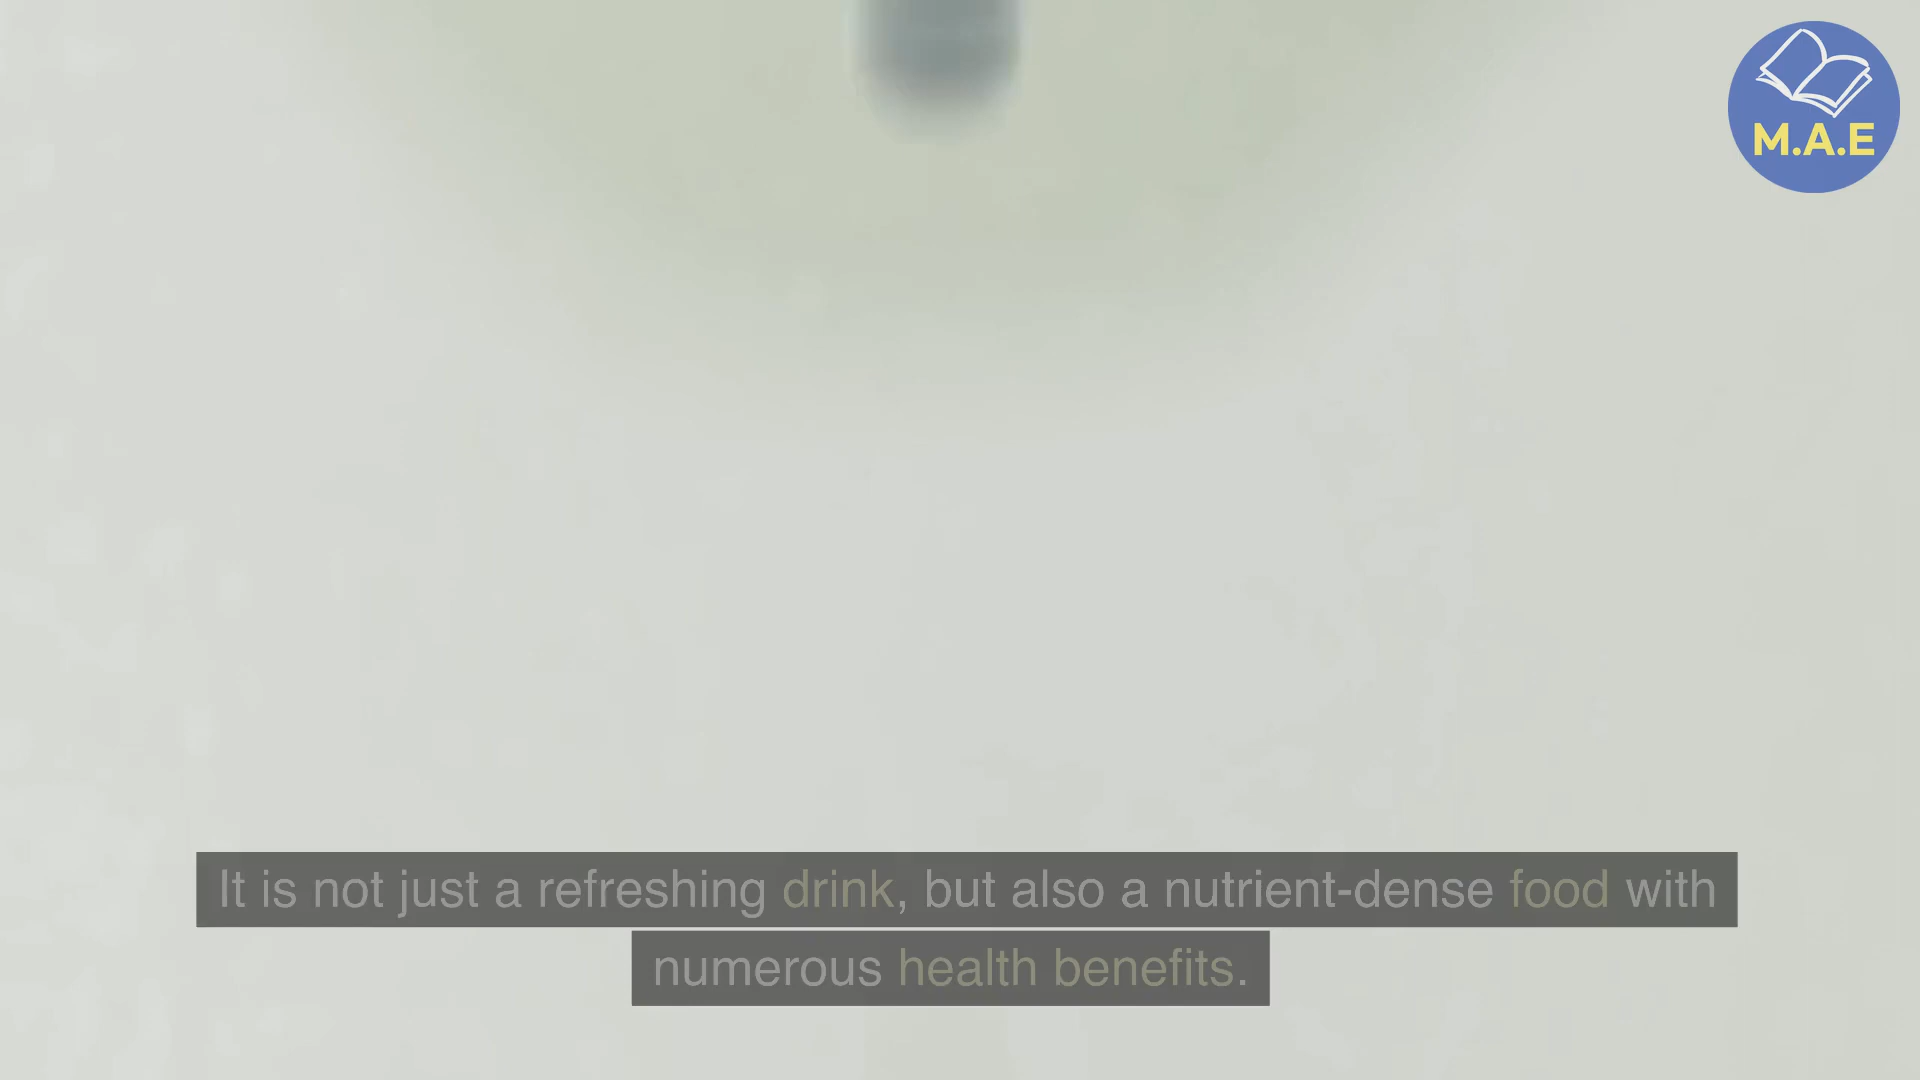 M.A.E
It is not just a refreshing drink, but also a nutrient-dense food with
numerous health benefits.